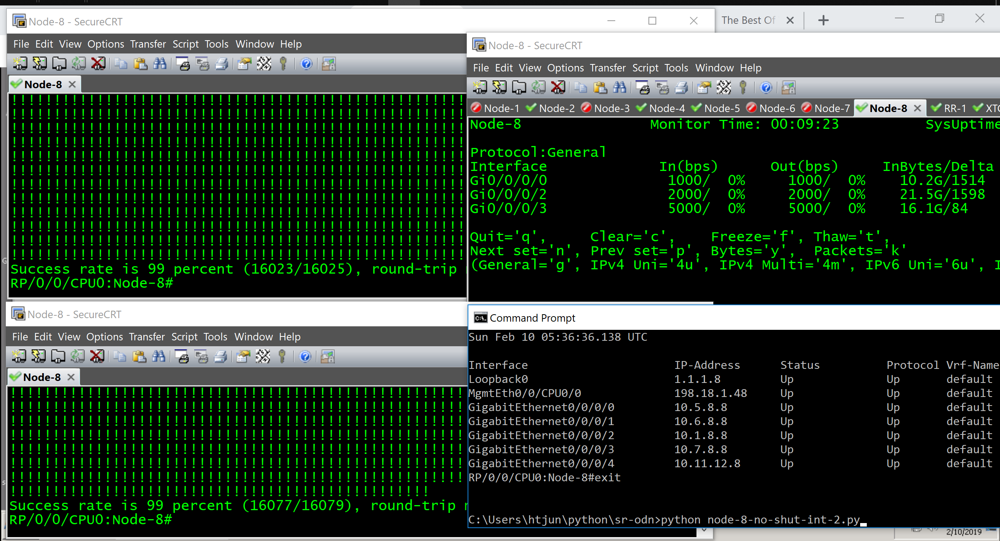 Node-8 - SecureCRT
File Edit View Options Transfer Script Tools Window Help
Node-8
Success rate is 99 percent (16023/16025), round-trip
RP/0/0/CPU0:Node-8#
The Best Of
Node-8 - SecureCRT
File Edit View Options Transfer Script Tools Window Help
Node-1 Node-2 Node-3 Node-4 Node-5 Node-6 Node-7 Node-8 RR-1
Node-8 Monitor Time: 00:09:23 SysUptime
Protocol:General
Interface In(bps) Out(bps) InBytes/Delta
Gi0/0/0/0 1000/ 0% 1000/ 0% 10.2G/1514
Gi0/0/0/2 2000/ 0% 2000/ 0% 21.5G/1598
Gi0/0/0/3 5000/ 0% 5000/ 0% 16.1G/84
Quit='q', Clear='c', Freeze='f', Thaw='t',
Next set='n', Prev set='p', Bytes='y', Packets='k'
(General='g', IPv4 Uni='4u', IPv4 Multi='4m', IPv6 Uni='6u',
Node-8 - SecureCRT
File Edit View Options Transfer Script Tools Window Help
Node-8
Success rate is 99 percent (16077/16079), round-trip
RP/0/0/CPU0:Node-8#
Command Prompt
Sun Feb 10 05:36:36.138 UTC
Interface IP-Address Status Protocol Vrf-Name
Loopback0 1.1.1.8 Up Up default
MgmtEth0/0/CPU0/0 198.18.1.48 Up Up default
GigabitEthernet0/0/0/0 10.5.8.8 Up Up default
GigabitEthernet0/0/0/1 10.6.8.8 Up Up default
GigabitEthernet0/0/0/2 10.1.8.8 Up Up default
GigabitEthernet0/0/0/3 10.7.8.8 Up Up default
GigabitEthernet0/0/0/4 10.11.12.8 Up Up default
RP/0/0/CPU0:Node-8#exit
C:\Users\htjun\python\sr-odn>python node-8-no-shut-int-2.py
2/10/2019